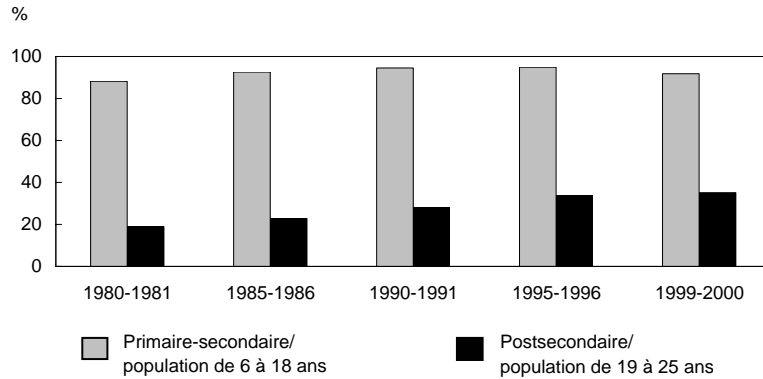 %
100
80
60
40
20
0
1980-1981 1985-1986 1990-1991 1995-1996 1999-2000
Primaire-secondaire/
population de 6 à 18 ans
Postsecondaire/
population de 19 à 25 ans